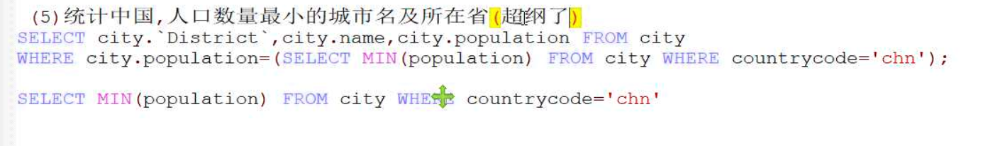 (5)统计中国,人口数量最小的城市名及所在省(超纲了)
SELECT city.`District`,city.name,city.population FROM city
WHERE city.population=(SELECT MIN(population) FROM city WHERE countrycode='chn');
SELECT MIN(population) FROM city WHERE countrycode='chn'